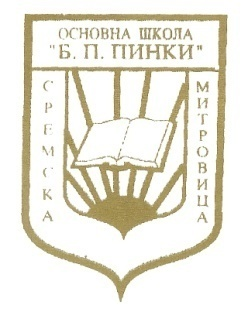 ОСНОВНА ШКОЛА
"Б. П. ПИНКИ"
СРЕМСКА
МИТРОВИЦА